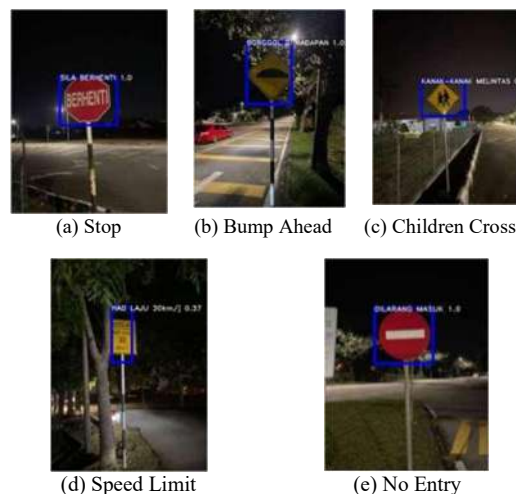 SILA BERHENTI 1.0
BERHENTI
BONGGOL DI HADAPAN 1.0
KANAK-KANAK MELINTAS
(a) Stop
(b) Bump Ahead
(c) Children Cross
HAD LAJU 30km/j 0.37
DILARANG MASUK 1.0
(d) Speed Limit
(e) No Entry